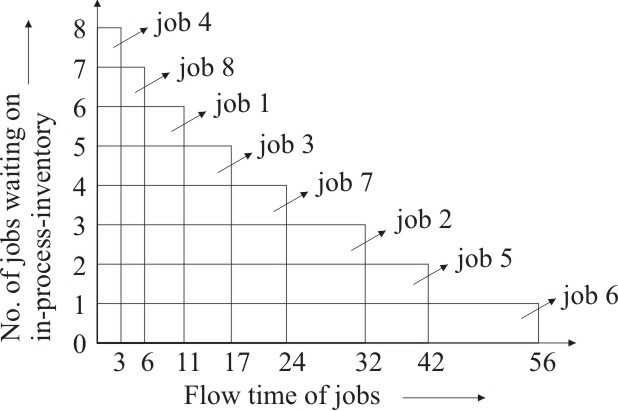 8
job 4
7
job 8
6
job 1
5
job 3
4
job 7
3
job 2
2
job 5
1
job 6
0
3 6 11 17 24 32 42 56
Flow time of jobs
No. of jobs waiting on
in-process-inventory